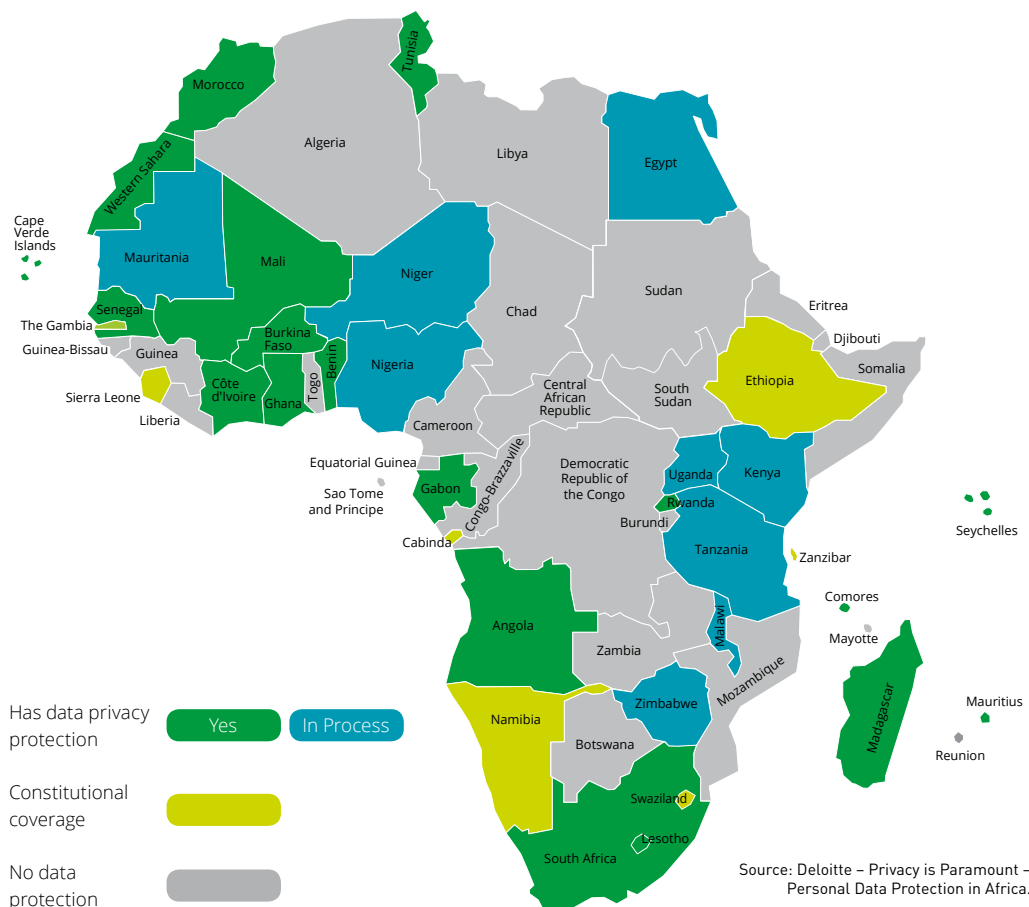 Tunisia
Morocco
Algeria
Libya
Egypt
Western Sahara
Cape
Verde
Islands
Mauritania
Mali
Niger
Chad
Sudan
Eritrea
Senegal
The Gambia
Burkina
Faso
Djibouti
Guinea-Bissau
Guinea
Benin
Nigeria
Somalia
Togo
Côte
d'Ivoire
Ghana
Sierra Leone
Liberia
Central
African
Republic
South
Sudan
Ethiopia
Cameroon
Equatorial Guinea
Sao Tome
and Principe
Gabon
Congo-Brazzaville
Democratic
Republic of
the Congo
Uganda
Kenya
Rwanda
Burundi
Seychelles
Cabinda
Tanzania
Zanzibar
Comores
Mayotte
Angola
Malawi
Zambia
Mozambique
Namibia
Zimbabwe
Madagascar
Mauritius
Reunion
Botswana
Swaziland
Lesotho
South Africa
Has data privacy
protection
Yes
In Process
Constitutional
coverage
No data
protection
Source: Deloitte – Privacy is Paramount –
Personal Data Protection in Africa.